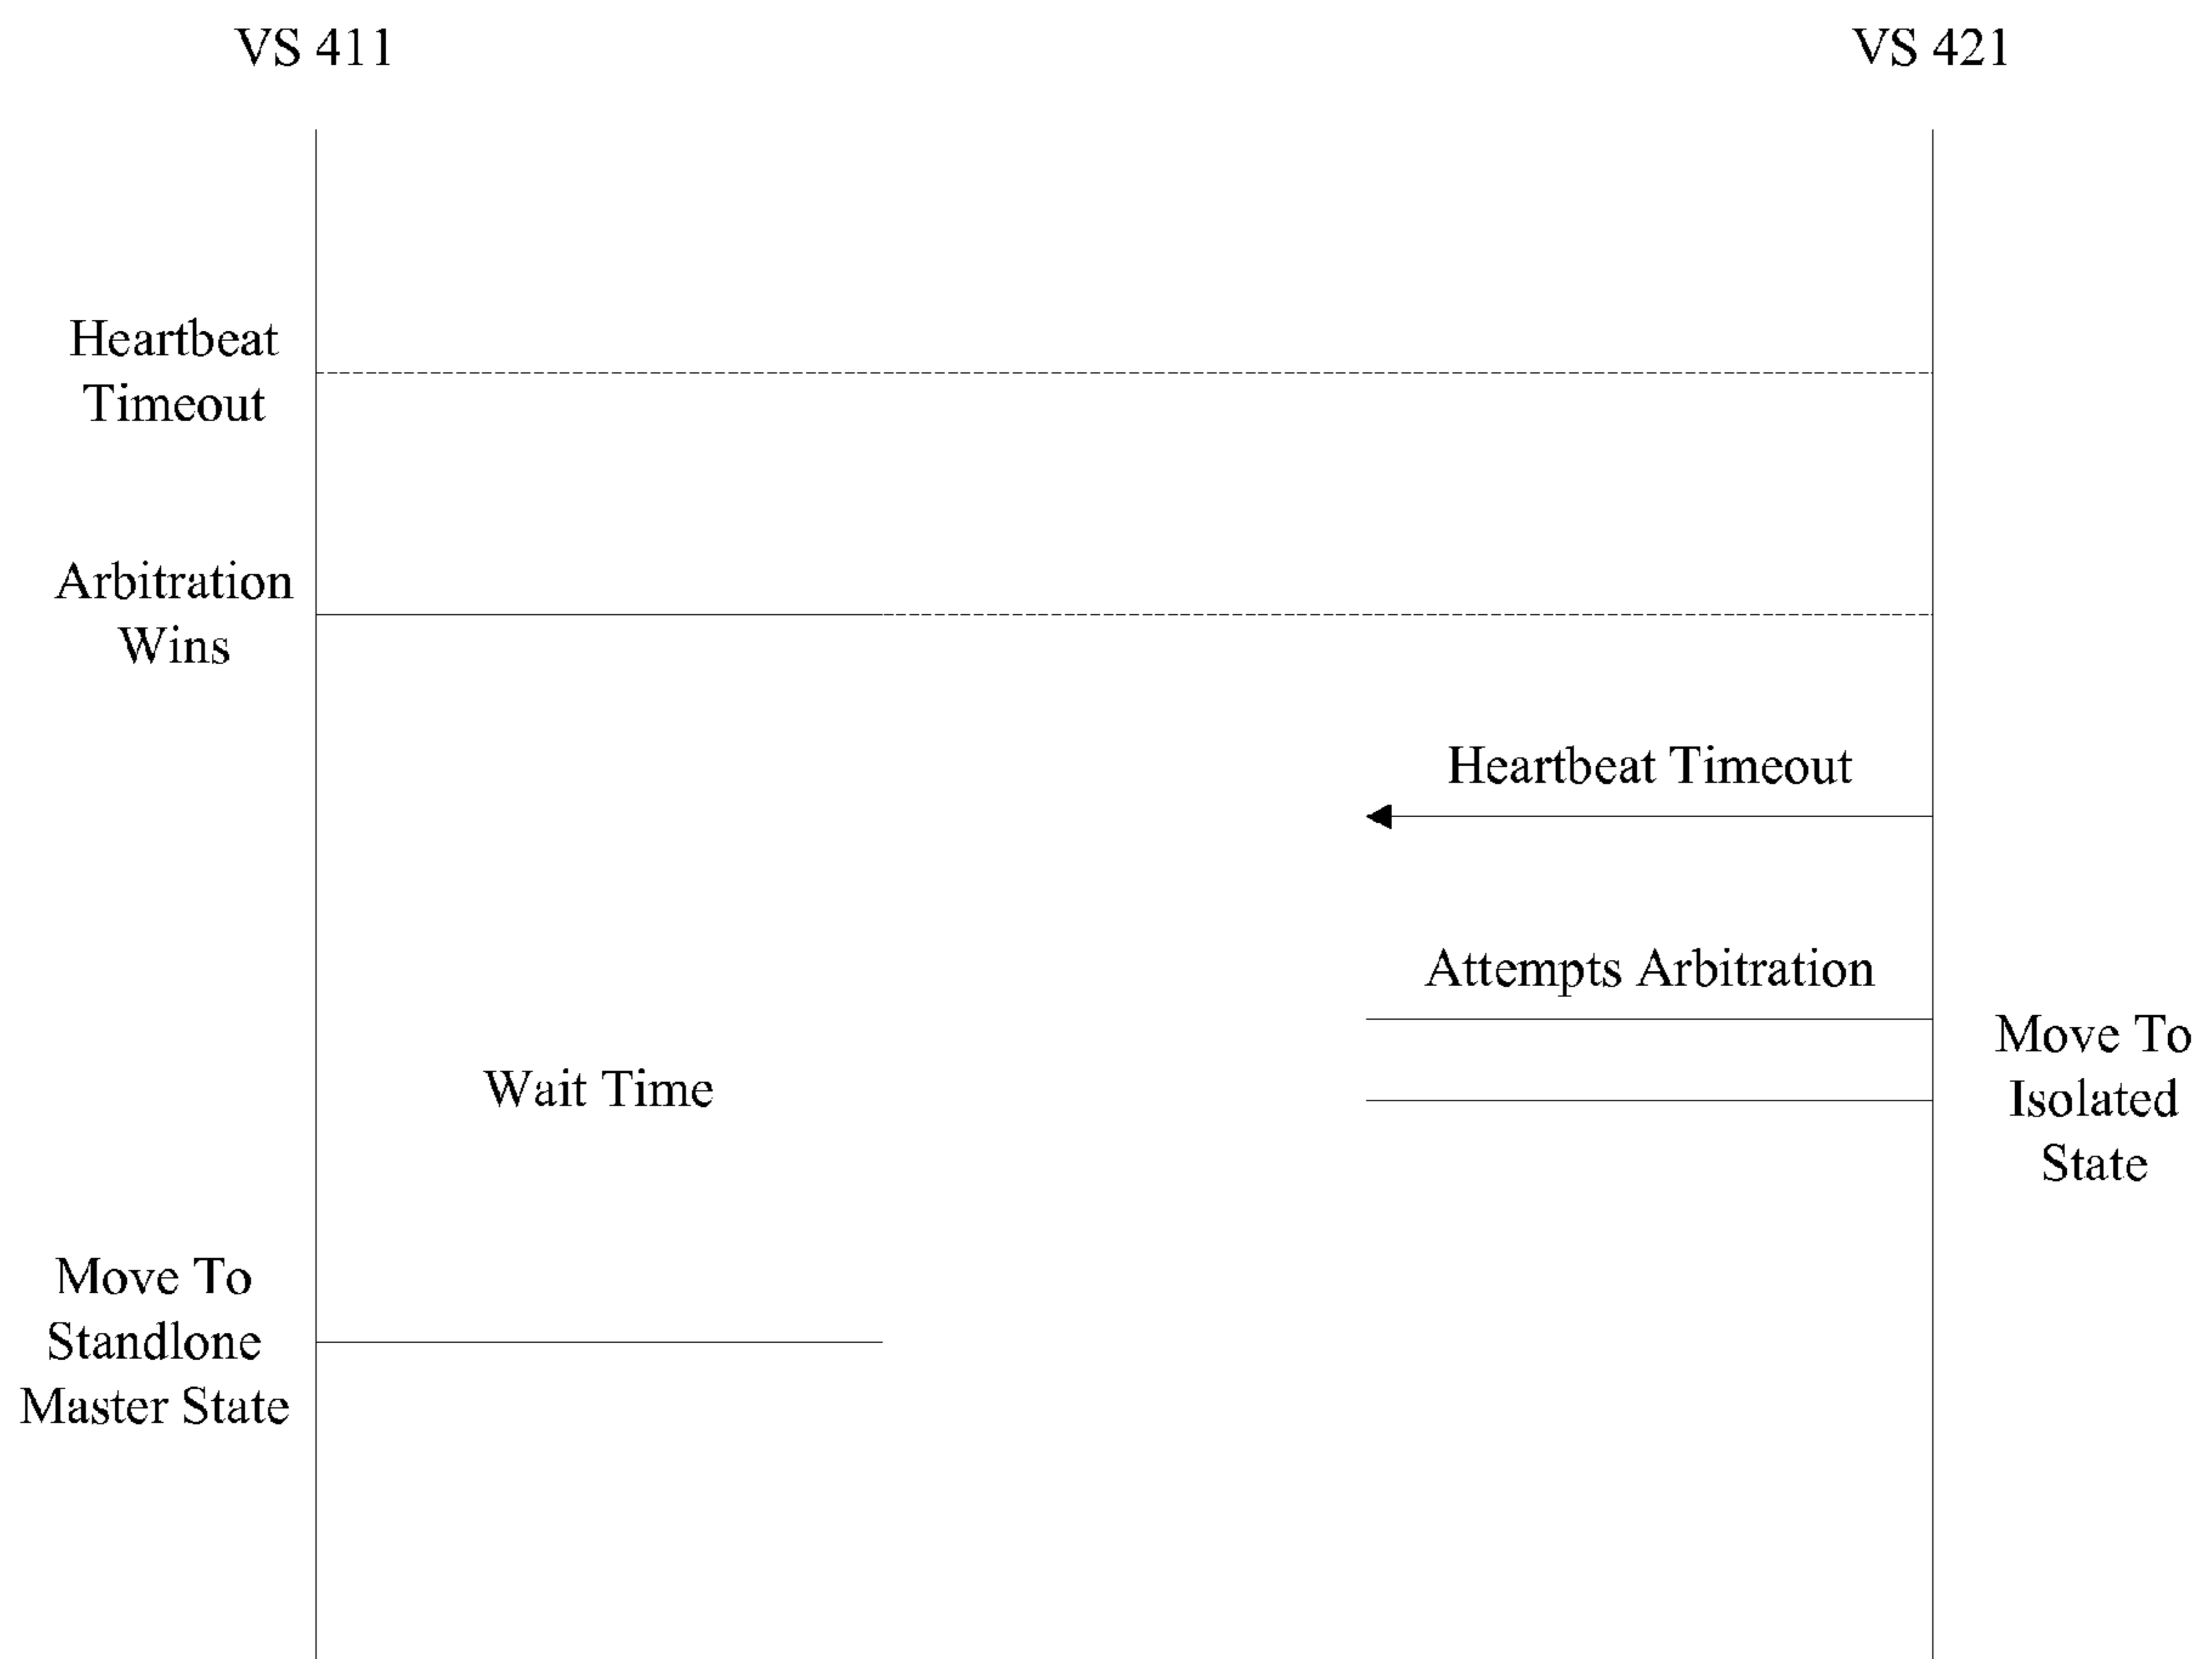 VS 411
VS 421
Heartbeat
Timeout
Arbitration
Wins
Heartbeat Timeout
Attempts Arbitration
Move To
Isolated
State
Wait Time
Move To
Standlone
Master State